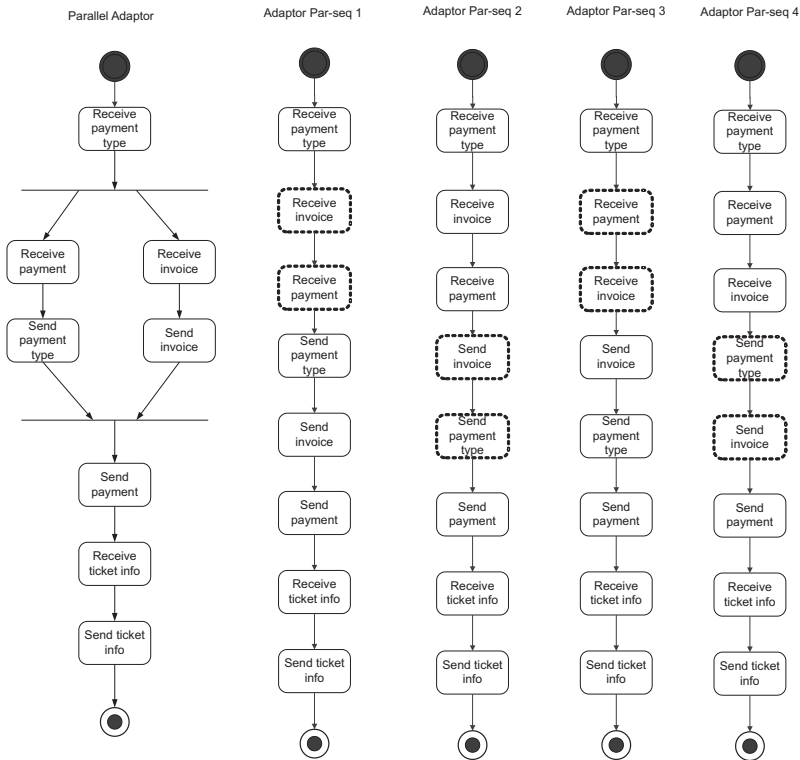 Parallel Adaptor
Receive
payment
type
Receive
payment
Receive
invoice
Send
payment
type
Send
invoice
Send
payment
Receive
ticket info
Send ticket
info
Adaptor Par-seq 1
Receive
payment
type
Receive
invoice
Receive
payment
Send
payment
type
Send
invoice
Send
payment
Receive
ticket info
Send ticket
info
Adaptor Par-seq 2
Receive
payment
type
Receive
invoice
Receive
payment
Send
invoice
Send
payment
type
Send
payment
Receive
ticket info
Send ticket
info
Adaptor Par-seq 3
Receive
payment
type
Receive
payment
Receive
invoice
Send
invoice
Send
payment
type
Send
payment
Receive
ticket info
Send ticket
info
Adaptor Par-seq 4
Receive
payment
type
Receive
payment
Receive
invoice
Send
payment
type
Send
invoice
Send
payment
Receive
ticket info
Send ticket
info